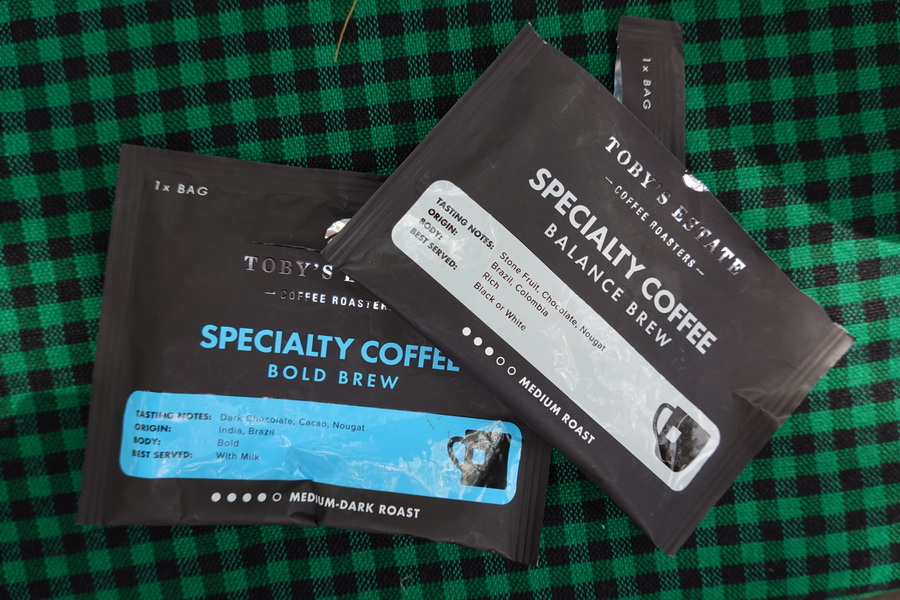 1x BAG
TOBY'S E
COFFEE ROASTERS
SPECIALTY COFFEE
BOLD BREW
TASTING NOTES: Dark Chocolate, Cacao, Nougat
ORIGIN: India, Brazil
BODY: Bold
BEST SERVED: With Milk
MEDIUM-DARK ROAST
1x BAG
TOBY'S ESTATE
COFFEE ROASTERS
SPECIALTY COFFEE
BALANCE BREW
TASTING NOTES: Stone Fruit, Chocolate, Nougat
ORIGIN: Brazil, Colombia
BODY: Rich
BEST SERVED: Black or White
MEDIUM ROAST